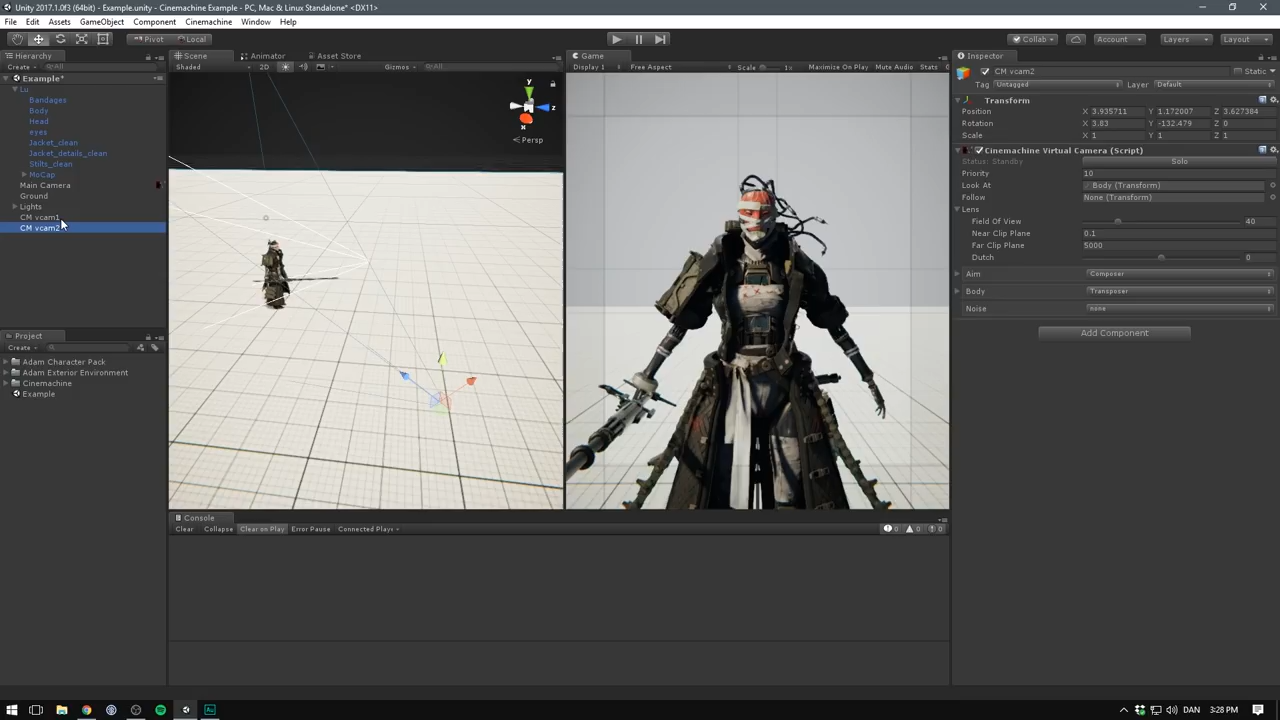 Unity 2017.1.0f3 (64bit) - Example.unity - Cinemachine Example - PC, Mac & Linux Standalone* <DX11>
File Edit Assets GameObject Component Cinemachine Window Help
Pivot Local
Collab Account Layers Layout
Hierarchy
Create All
Example*
Lu
Bandages
Body
Head
eyes
Jacket_clean
Jacket_details_clean
Stilts_clean
MoCap
Main Camera
Ground
Lights
CM vcam1
CM vcam2
Project
Create
Adam Character Pack
Adam Exterior Environment
Cinemachine
Example
Scene Animator Asset Store
Shaded 2D Gizmos All
y
z
x
Persp
Game
Display 1 Free Aspect Scale 1x Maximize On Play Mute Audio Stats
Console
Clear Collapse Clear on Play Error Pause Connected Player
0 0 0
Inspector
CM vcam2 Static
Tag Untagged Layer Default
Transform
Position X 3.935711 Y 1.172007 Z 3.627384
Rotation X 3.83 Y -132.479 Z 0
Scale X 1 Y 1 Z 1
Cinemachine Virtual Camera (Script)
Status: Standby Solo
Priority 10
Look At Body (Transform)
Follow None (Transform)
Lens
Field Of View 40
Near Clip Plane 0.1
Far Clip Plane 5000
Dutch 0
Aim Composer
Body Transposer
Noise none
Add Component
DAN 3:28 PM